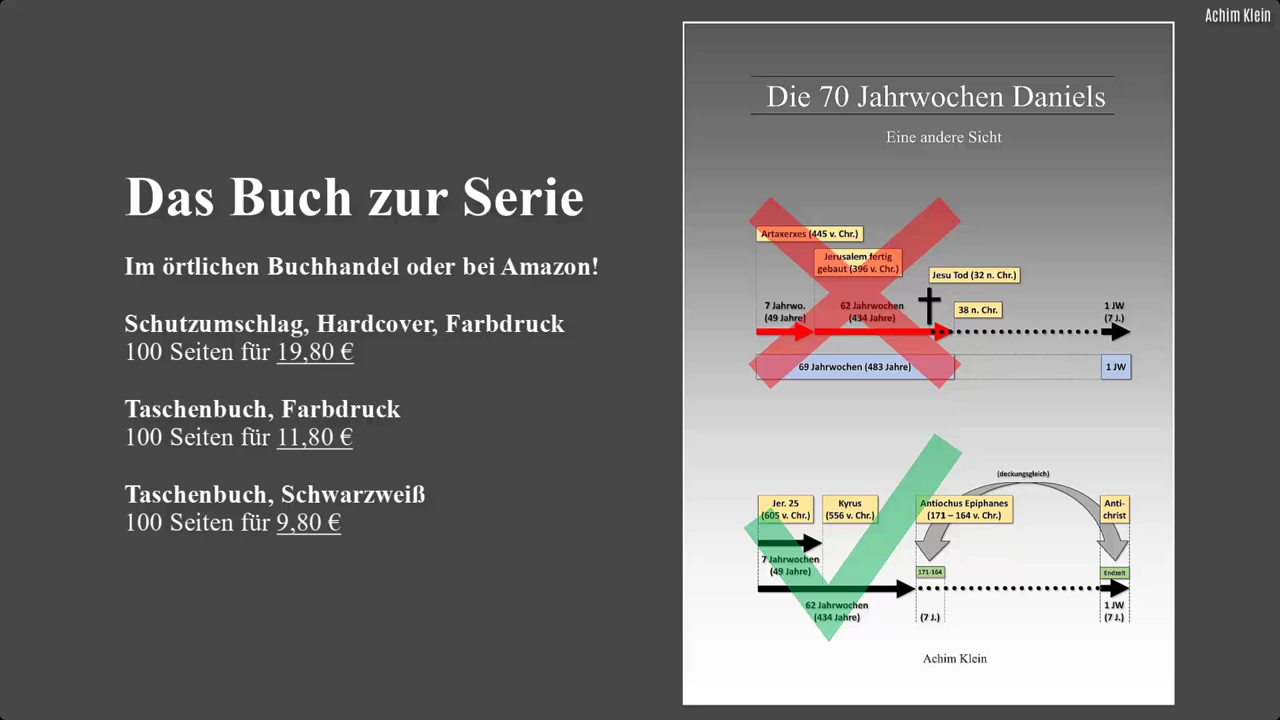 Achim Klein
Das Buch zur Serie
Im örtlichen Buchhandel oder bei Amazon!
Schutzumschlag, Hardcover, Farbdruck
100 Seiten für 19,80 €
Taschenbuch, Farbdruck
100 Seiten für 11,80 €
Taschenbuch, Schwarzweiß
100 Seiten für 9,80 €
Die 70 Jahrwochen Daniels
Eine andere Sicht
Artaxerxes (445 v. Chr.)
Jerusalem fertig
gebaut (396 v. Chr.)
Jesu Tod (32 n. Chr.)
38 n. Chr.
7 Jahrwo.
(49 Jahre)
62 Jahrwochen
(434 Jahre)
1 JW
(7 J.)
69 Jahrwochen (483 Jahre)
1 JW
(deckungsgleich)
Jer. 25
(605 v. Chr.)
Kyrus
(556 v. Chr.)
Antiochus Epiphanes
(171 – 164 v. Chr.)
Anti-
christ
7 Jahrwochen
(49 Jahre)
171-164
Endzeit
62 Jahrwochen
(434 Jahre)
(7 J.)
1 JW
(7 J.)
Achim Klein